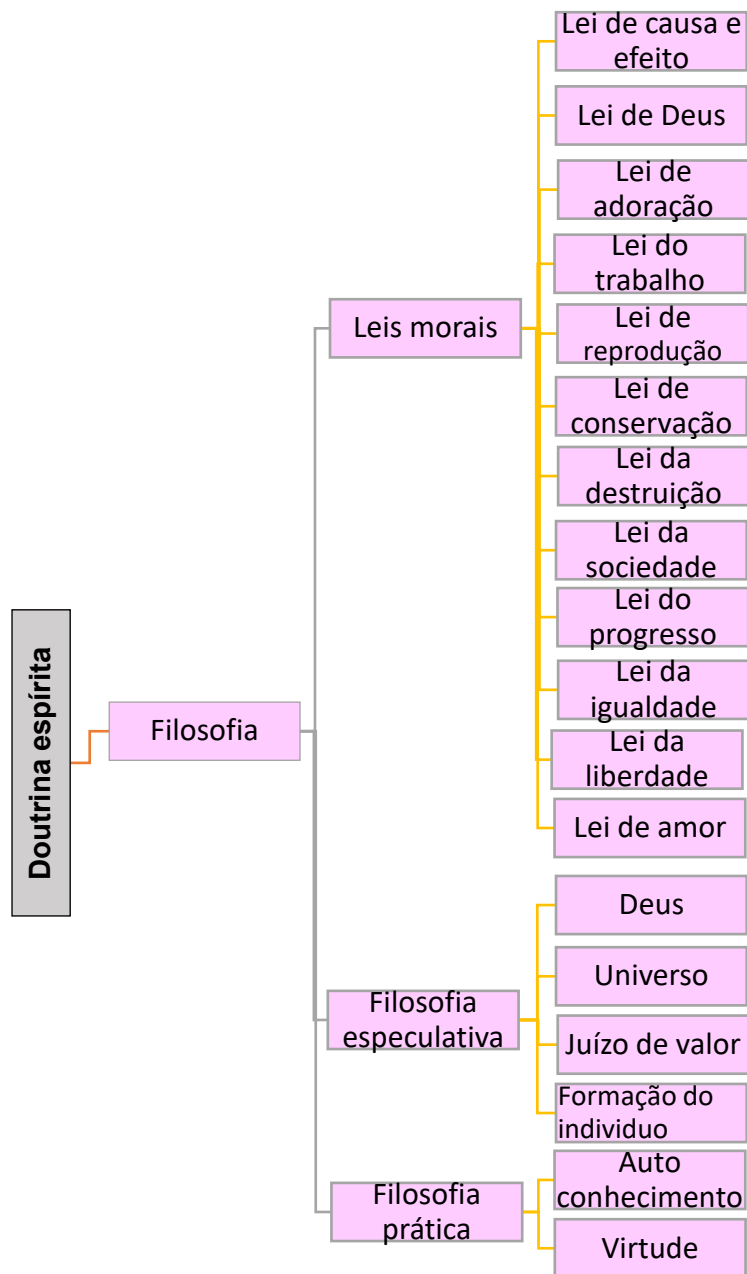 Doutrina espírita
Filosofia
Leis morais
Lei de causa e
efeito
Lei de Deus
Lei de
adoração
Lei do
trabalho
Lei de
reprodução
Lei de
conservação
Lei da
destruição
Lei da
sociedade
Lei do
progresso
Lei da
igualdade
Lei da
liberdade
Lei de amor
Filosofia
especulativa
Deus
Universo
Juízo de valor
Formação do
individuo
Filosofia
prática
Auto
conhecimento
Virtude